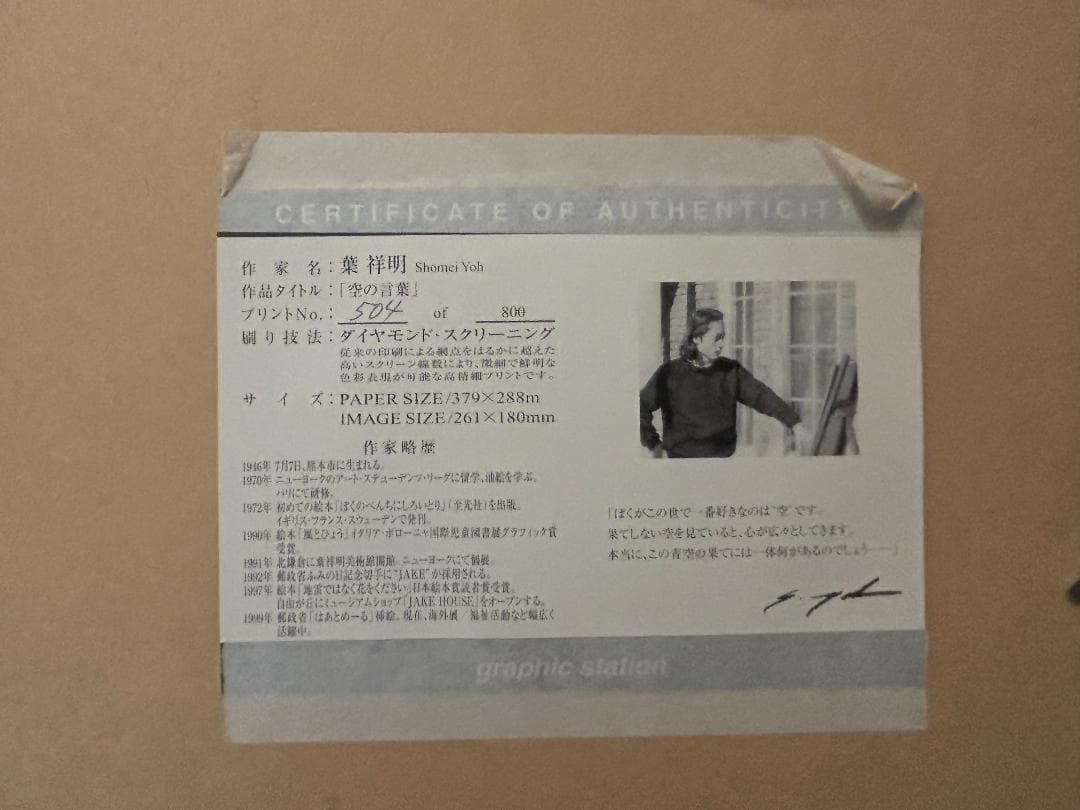 CERTIFICATE OF AUTHENTICITY
作家名：葉 祥明 Shomei Yoh
作品タイトル：「空の言葉」
プリントNo.： 504 of 800
刷り技法：ダイヤモンド・スクリーニング
従来の印刷による網点をはるかに超えた
高いスクリーン線数により、微細で鮮明な
色彩表現が可能な高精細プリントです。
サイズ：PAPER SIZE/379×288m
IMAGE SIZE/261×180mm
作家略歴
1946年 7月7日、熊本市に生まれる。
1970年 ニューヨークのアート・ステューデンツ・リーグに留学、油絵を学ぶ。
パリにて研修。
1972年 初めての絵本「ぼくのべんちにしろいとり」（至光社）を出版。
イギリス・フランス・スウェーデンで発刊。
1990年 絵本「風とひょう」イタリア・ボローニャ国際児童図書展グラフィック賞
受賞。
1991年 北鎌倉に葉祥明美術館開館。ニューヨークにて個展。
1992年 郵政省ふみの日記念切手に"JAKE"が採用される。
1997年 絵本「地雷ではなく花をください」日本絵本賞読者賞受賞。
自由が丘にミュージアムショップ「JAKE HOUSE」をオープンする。
1999年 郵政省「はあとめーる」挿絵。現在、海外展 福祉活動など幅広く
活躍中。
「ぼくがこの世で一番好きなのは"空"です。
果てしない空を見ていると、心が広々としてきます。
本当に、この青空の果てには一体何があるのでしょう――」
S. Yoh
graphic station